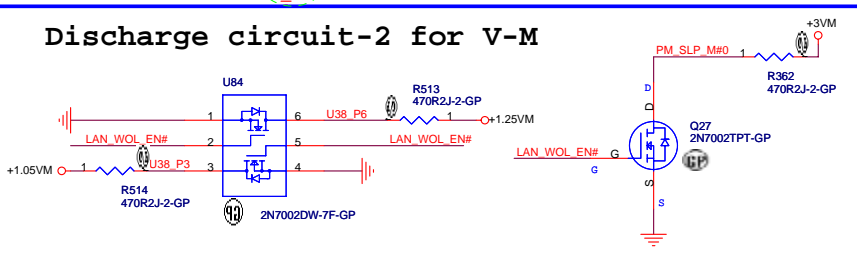 Discharge circuit-2 for V-M
+3VM
PM_SLP_M#0 1
R362
470R2J-2-GP
U84
R513
470R2J-2-GP
1 6 U38_P6 1 +1.25VM
LAN_WOL_EN# 2 5 LAN_WOL_EN#
+1.05VM 1 U38_P3 3 4
R514
470R2J-2-GP
2N7002DW-7F-GP
D
D
Q27
2N7002TPT-GP
LAN_WOL_EN# G
G
GP
S
S